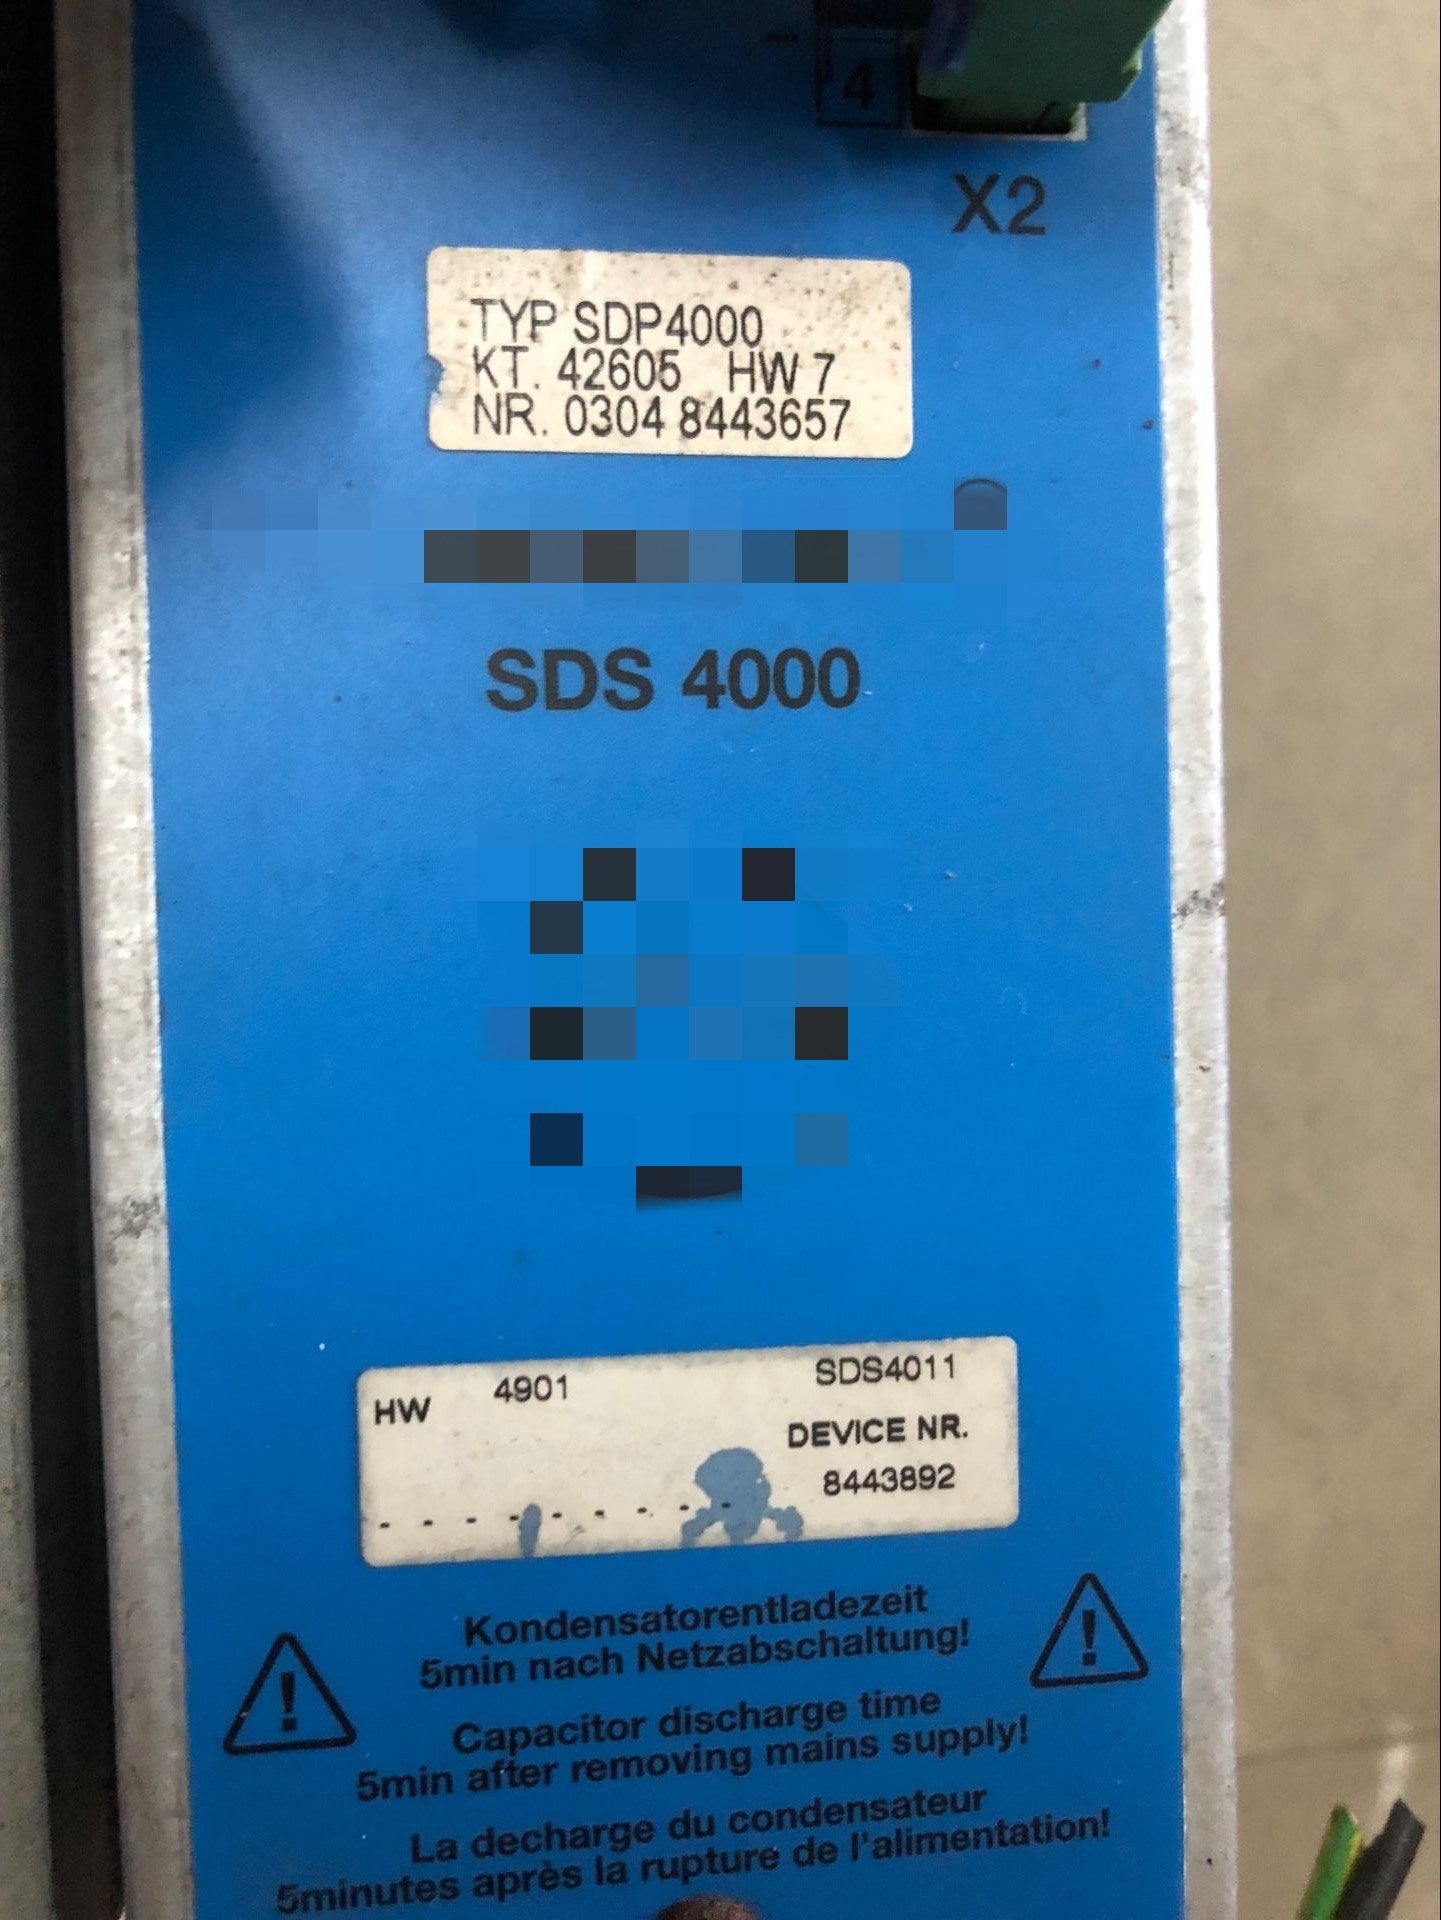 4
X2
TYP SDP4000
KT. 42605 HW 7
NR. 0304 8443657
SDS 4000
HW 4901 SDS4011
DEVICE NR.
8443892
Kondensatorentladezeit
5min nach Netzabschaltung!
Capacitor discharge time
5min after removing mains supply!
La decharge du condensateur
5minutes après la rupture de l'alimentation!